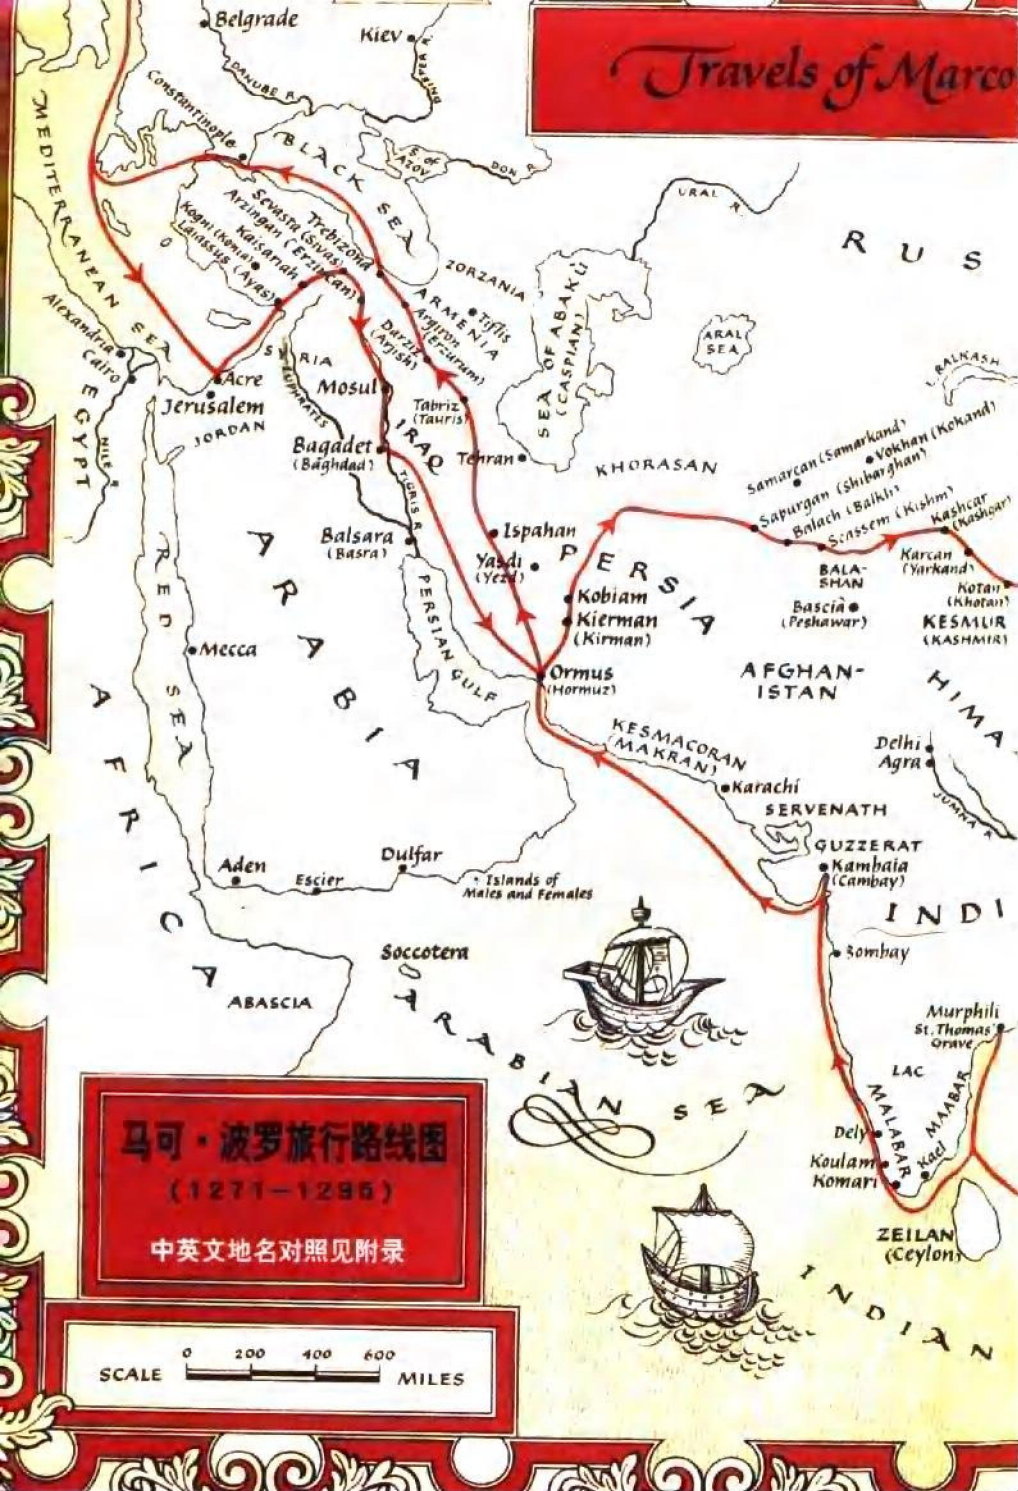 Travels of Marco
Belgrade
Kiev
DANUBE R.
Constantinople
BLACK SEA
S. of AZOV
DON R.
URAL R.
RUS
MEDITERRANEAN SEA
Trebizond
Sevasta (Sivas)
Arzingan (Erzincan)
Kaisariah
Kogni (Konia)
Laiassus (Ayas)
ZORZANIA
ARMENIA
Tiflis
Argiron
(Erzurum)
Darziz
(Arjish)
SEA OF ABAKU
(CASPIAN)
ARAL
SEA
L. BALKASH
Alexandria
Cairo
EGYPT
NILE
Acre
Jerusalem
JORDAN
SYRIA
EUPHRATES
Mosul
Tabriz
(Tauris)
Bagadet
(Baghdad)
IRAQ
TIGRIS R.
Tehran
KHORASAN
Samarcan (Samarkand)
Vokhan (Kokand)
Sapurgan (Shibarghan)
Balach (Balkh)
Scassem (Kishm)
Kashcar
(Kashgar)
Karcan
(Yarkand)
Kotan
(Khotan)
BALA-
SHAN
Bascià
(Peshawar)
KESMUR
(KASHMIR)
Balsara
(Basra)
Ispahan
Yasdi
(Yezd)
PERSIA
Kobiam
Kierman
(Kirman)
Ormus
(Hormuz)
PERSIAN GULF
ARABIA
RED SEA
Mecca
AFRICA
AFGHAN-
ISTAN
HIMA
KESMACORAN
(MAKRAN)
Delhi
Agra
JUMNA R.
Karachi
SERVENATH
GUZZERAT
Kambaia
(Cambay)
INDI
Bombay
Aden
Escier
Dulfar
Islands of
Males and Females
Soccotera
ABASCIA
ARABIAN SEA
Murphili
St. Thomas'
Grave
LAC
MALABAR
MAABAR
Dely
Koulam
Komari
Kael
ZEILAN
(Ceylon)
INDIAN
马可·波罗旅行路线图
(1271—1295)
中英文地名对照见附录
0 200 400 600
SCALE MILES